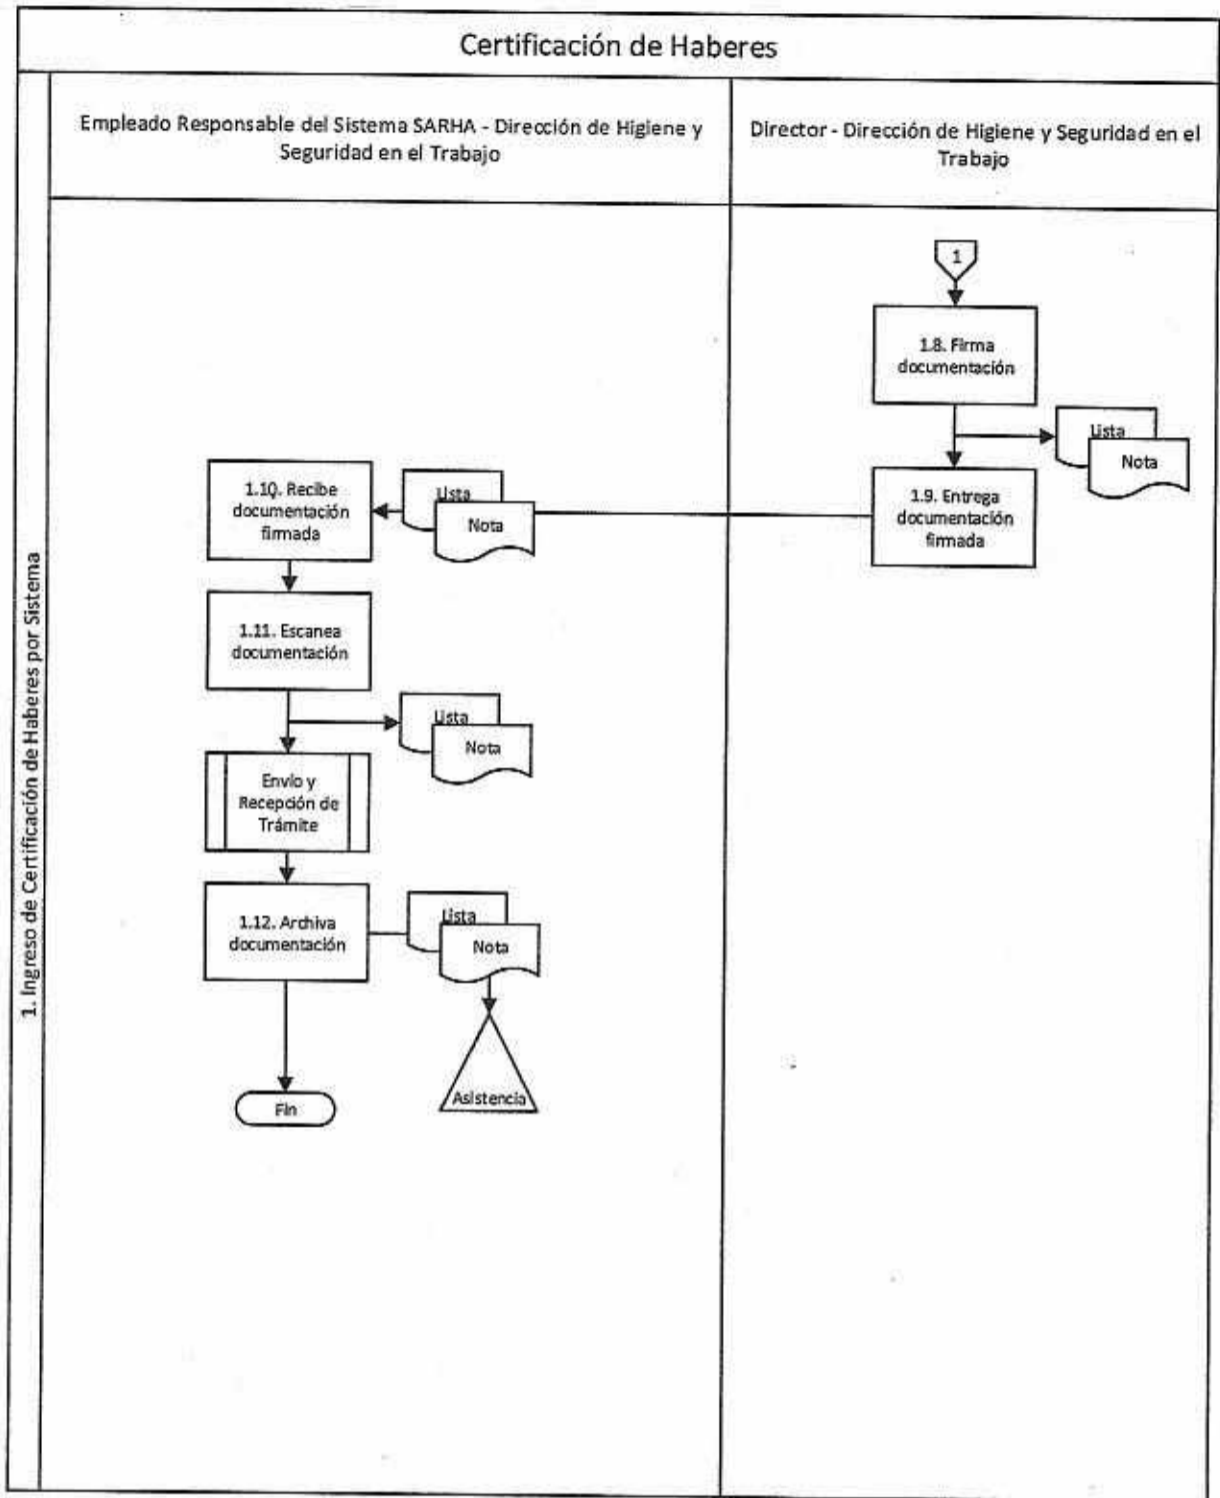 Certificación de Haberes
Empleado Responsable del Sistema SARHA - Dirección de Higiene y
Seguridad en el Trabajo
Director - Dirección de Higiene y Seguridad en el
Trabajo
1. Ingreso de Certificación de Haberes por Sistema
1
1.8. Firma
documentación
Lista
Nota
1.9. Entrega
documentación
firmada
Lista
Nota
1.10. Recibe
documentación
firmada
1.11. Escanea
documentación
Lista
Nota
Envío y
Recepción de
Trámite
1.12. Archiva
documentación
Lista
Nota
Asistencia
Fin